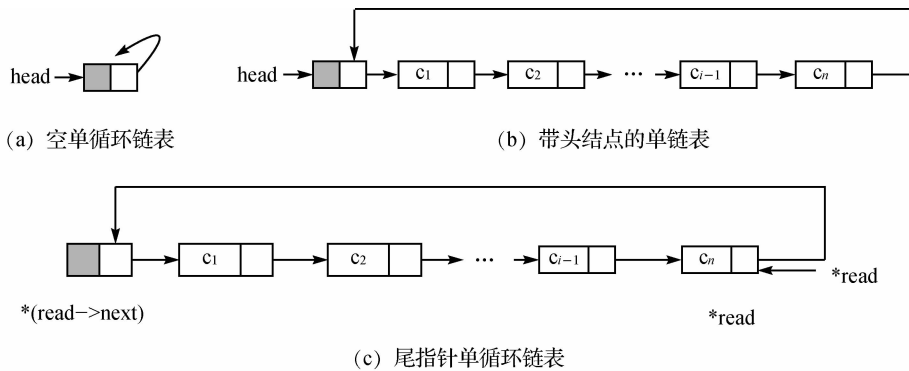 head
(a) 空单循环链表
head c₁ c₂ ··· cᵢ₋₁ cₙ
(b) 带头结点的单链表
c₁ c₂ ··· cᵢ₋₁ cₙ
*read
*(read->next)
*read
(c) 尾指针单循环链表